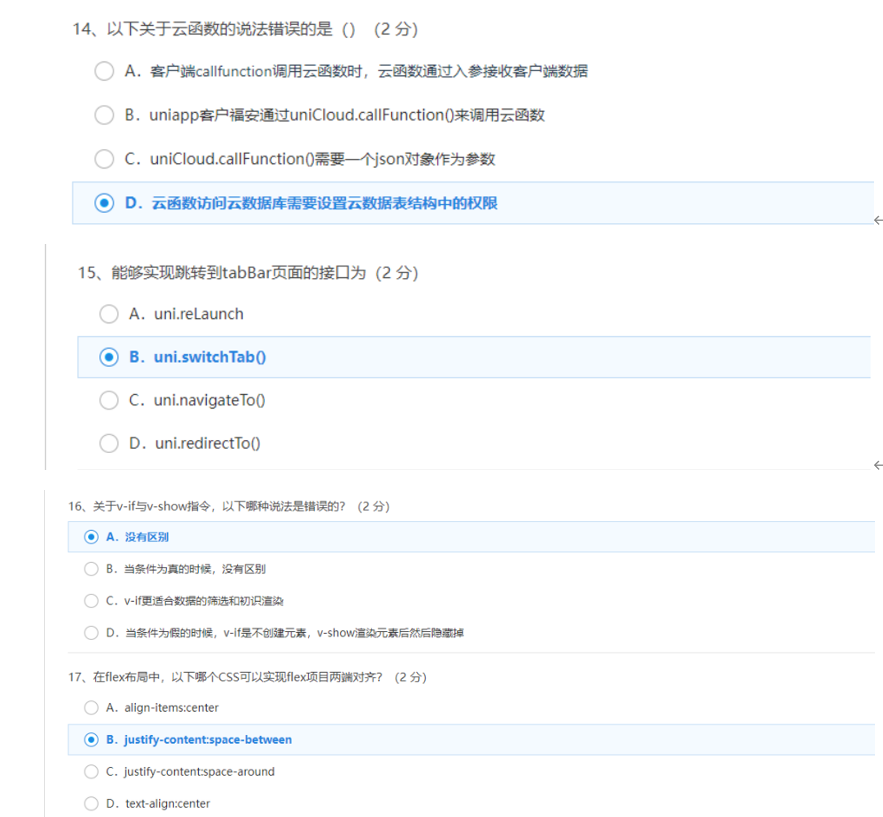 14、以下关于云函数的说法错误的是（）（2 分）
A. 客户端callfunction调用云函数时，云函数通过入参接收客户端数据
B. uniapp客户福安通过uniCloud.callFunction()来调用云函数
C. uniCloud.callFunction()需要一个json对象作为参数
D. 云函数访问云数据库需要设置云数据表结构中的权限
15、能够实现跳转到tabBar页面的接口为（2 分）
A. uni.reLaunch
B. uni.switchTab()
C. uni.navigateTo()
D. uni.redirectTo()
16、关于v-if与v-show指令，以下哪种说法是错误的？（2 分）
A. 没有区别
B. 当条件为真的时候，没有区别
C. v-if更适合数据的筛选和初识渲染
D. 当条件为假的时候，v-if是不创建元素，v-show渲染元素后然后隐藏掉
17、在flex布局中，以下哪个CSS可以实现flex项目两端对齐？（2 分）
A. align-items:center
B. justify-content:space-between
C. justify-content:space-around
D. text-align:center